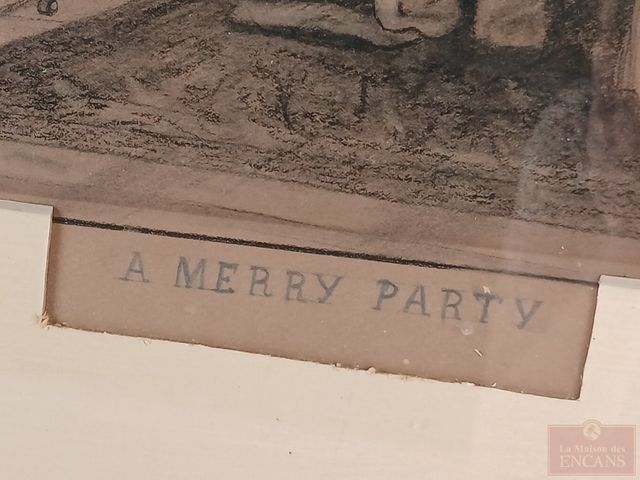 A MERRY PARTY
La Maison des
ENCANS